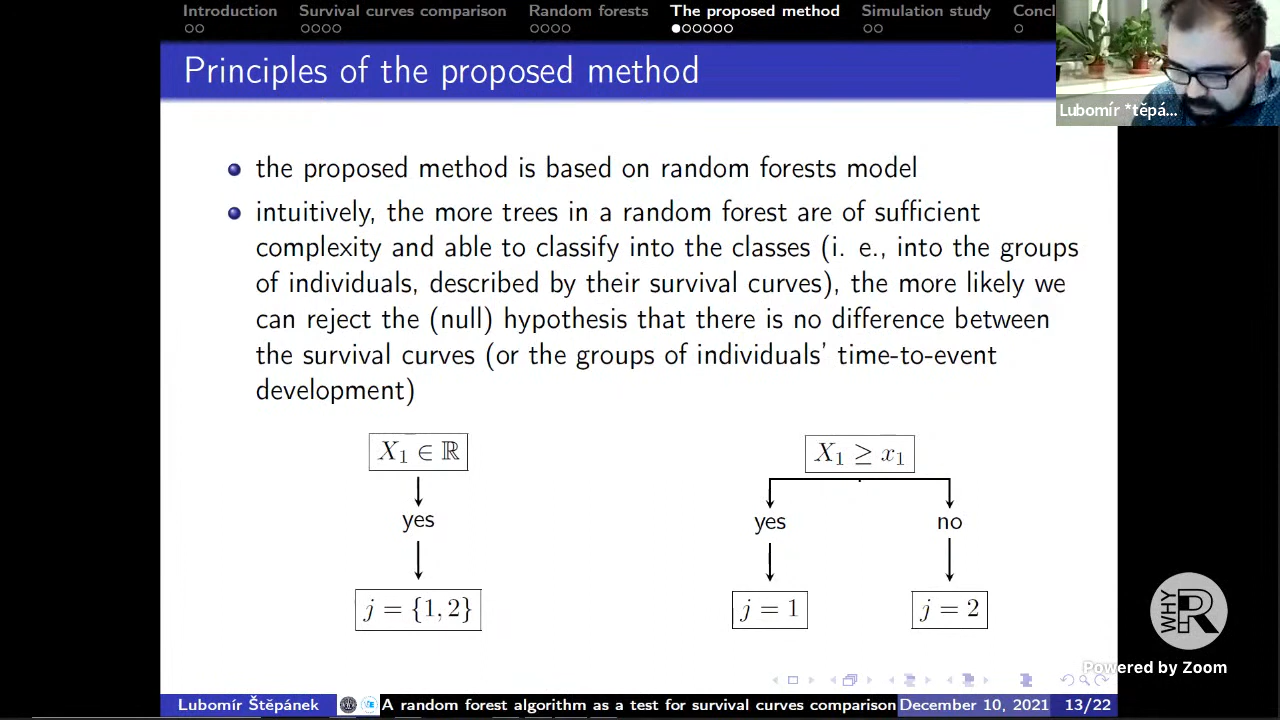 Introduction Survival curves comparison Random forests The proposed method Simulation study Concl
Principles of the proposed method
Lubomír *těpá...
the proposed method is based on random forests model
intuitively, the more trees in a random forest are of sufficient
complexity and able to classify into the classes (i. e., into the groups
of individuals, described by their survival curves), the more likely we
can reject the (null) hypothesis that there is no difference between
the survival curves (or the groups of individuals' time-to-event
development)
X₁ ∈ ℝ
yes
j = {1, 2}
X₁ ≥ x₁
yes no
j = 1 j = 2
WHY R
Powered by Zoom
Lubomír Štěpánek A random forest algorithm as a test for survival curves comparison December 10, 2021 13/22